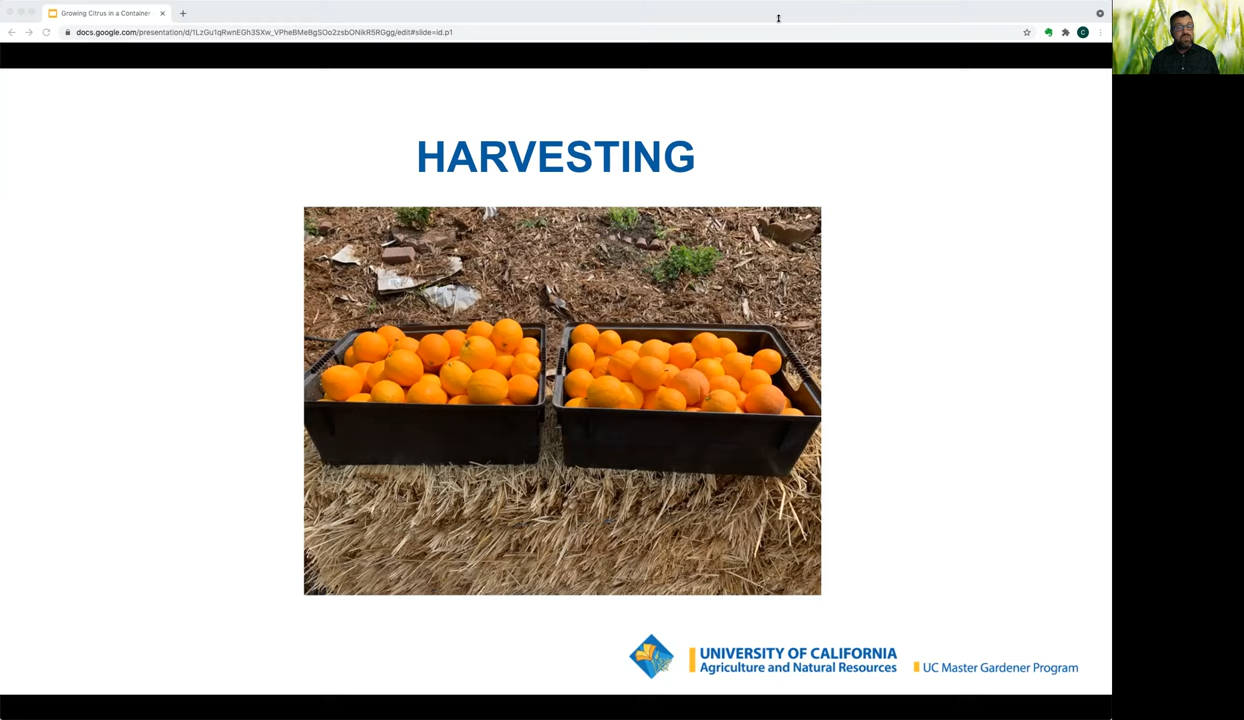 Growing Citrus in a Container
docs.google.com/presentation/d/1LzGu1qRwnEGh3SXw_VPheBMeBgSOo2zsbONikR5RGgg/edit#slide=id.p1
C
HARVESTING
UNIVERSITY OF CALIFORNIA
Agriculture and Natural Resources
UC Master Gardener Program